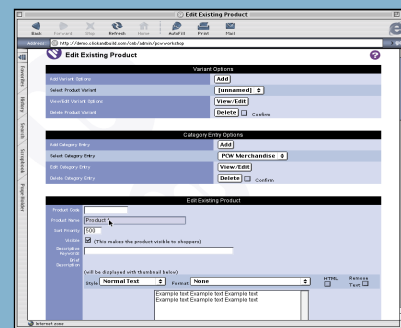 Edit Existing Product
Back Forward Stop Refresh Home AutoFill Print Mail
Address: http://demo.clickandbuild.com/cab/admin/pcwworkshop
Edit Existing Product
Favorites
History
Search
Scrapbook
Page Holder
Variant Options
Add Variant Options Add
Select Product Variant [unnamed]
View/Edit Variant Options View/Edit
Delete Product Variant Delete Confirm
Category Entry Options
Add Category Entry Add
Select Category Entry PCW Merchandise
Edit Category Entry View/Edit
Delete Category Entry Delete Confirm
Edit Existing Product
Product Code
Product Name Product
Sort Priority 500
Visible (This makes the product visible to shoppers)
Descriptive Keywords
Brief Description
(will be displayed with thumbnail below)
Style Normal Text Format None HTML Remove Text
Example text Example text Example text
Example text Example text Example text
Internet zone